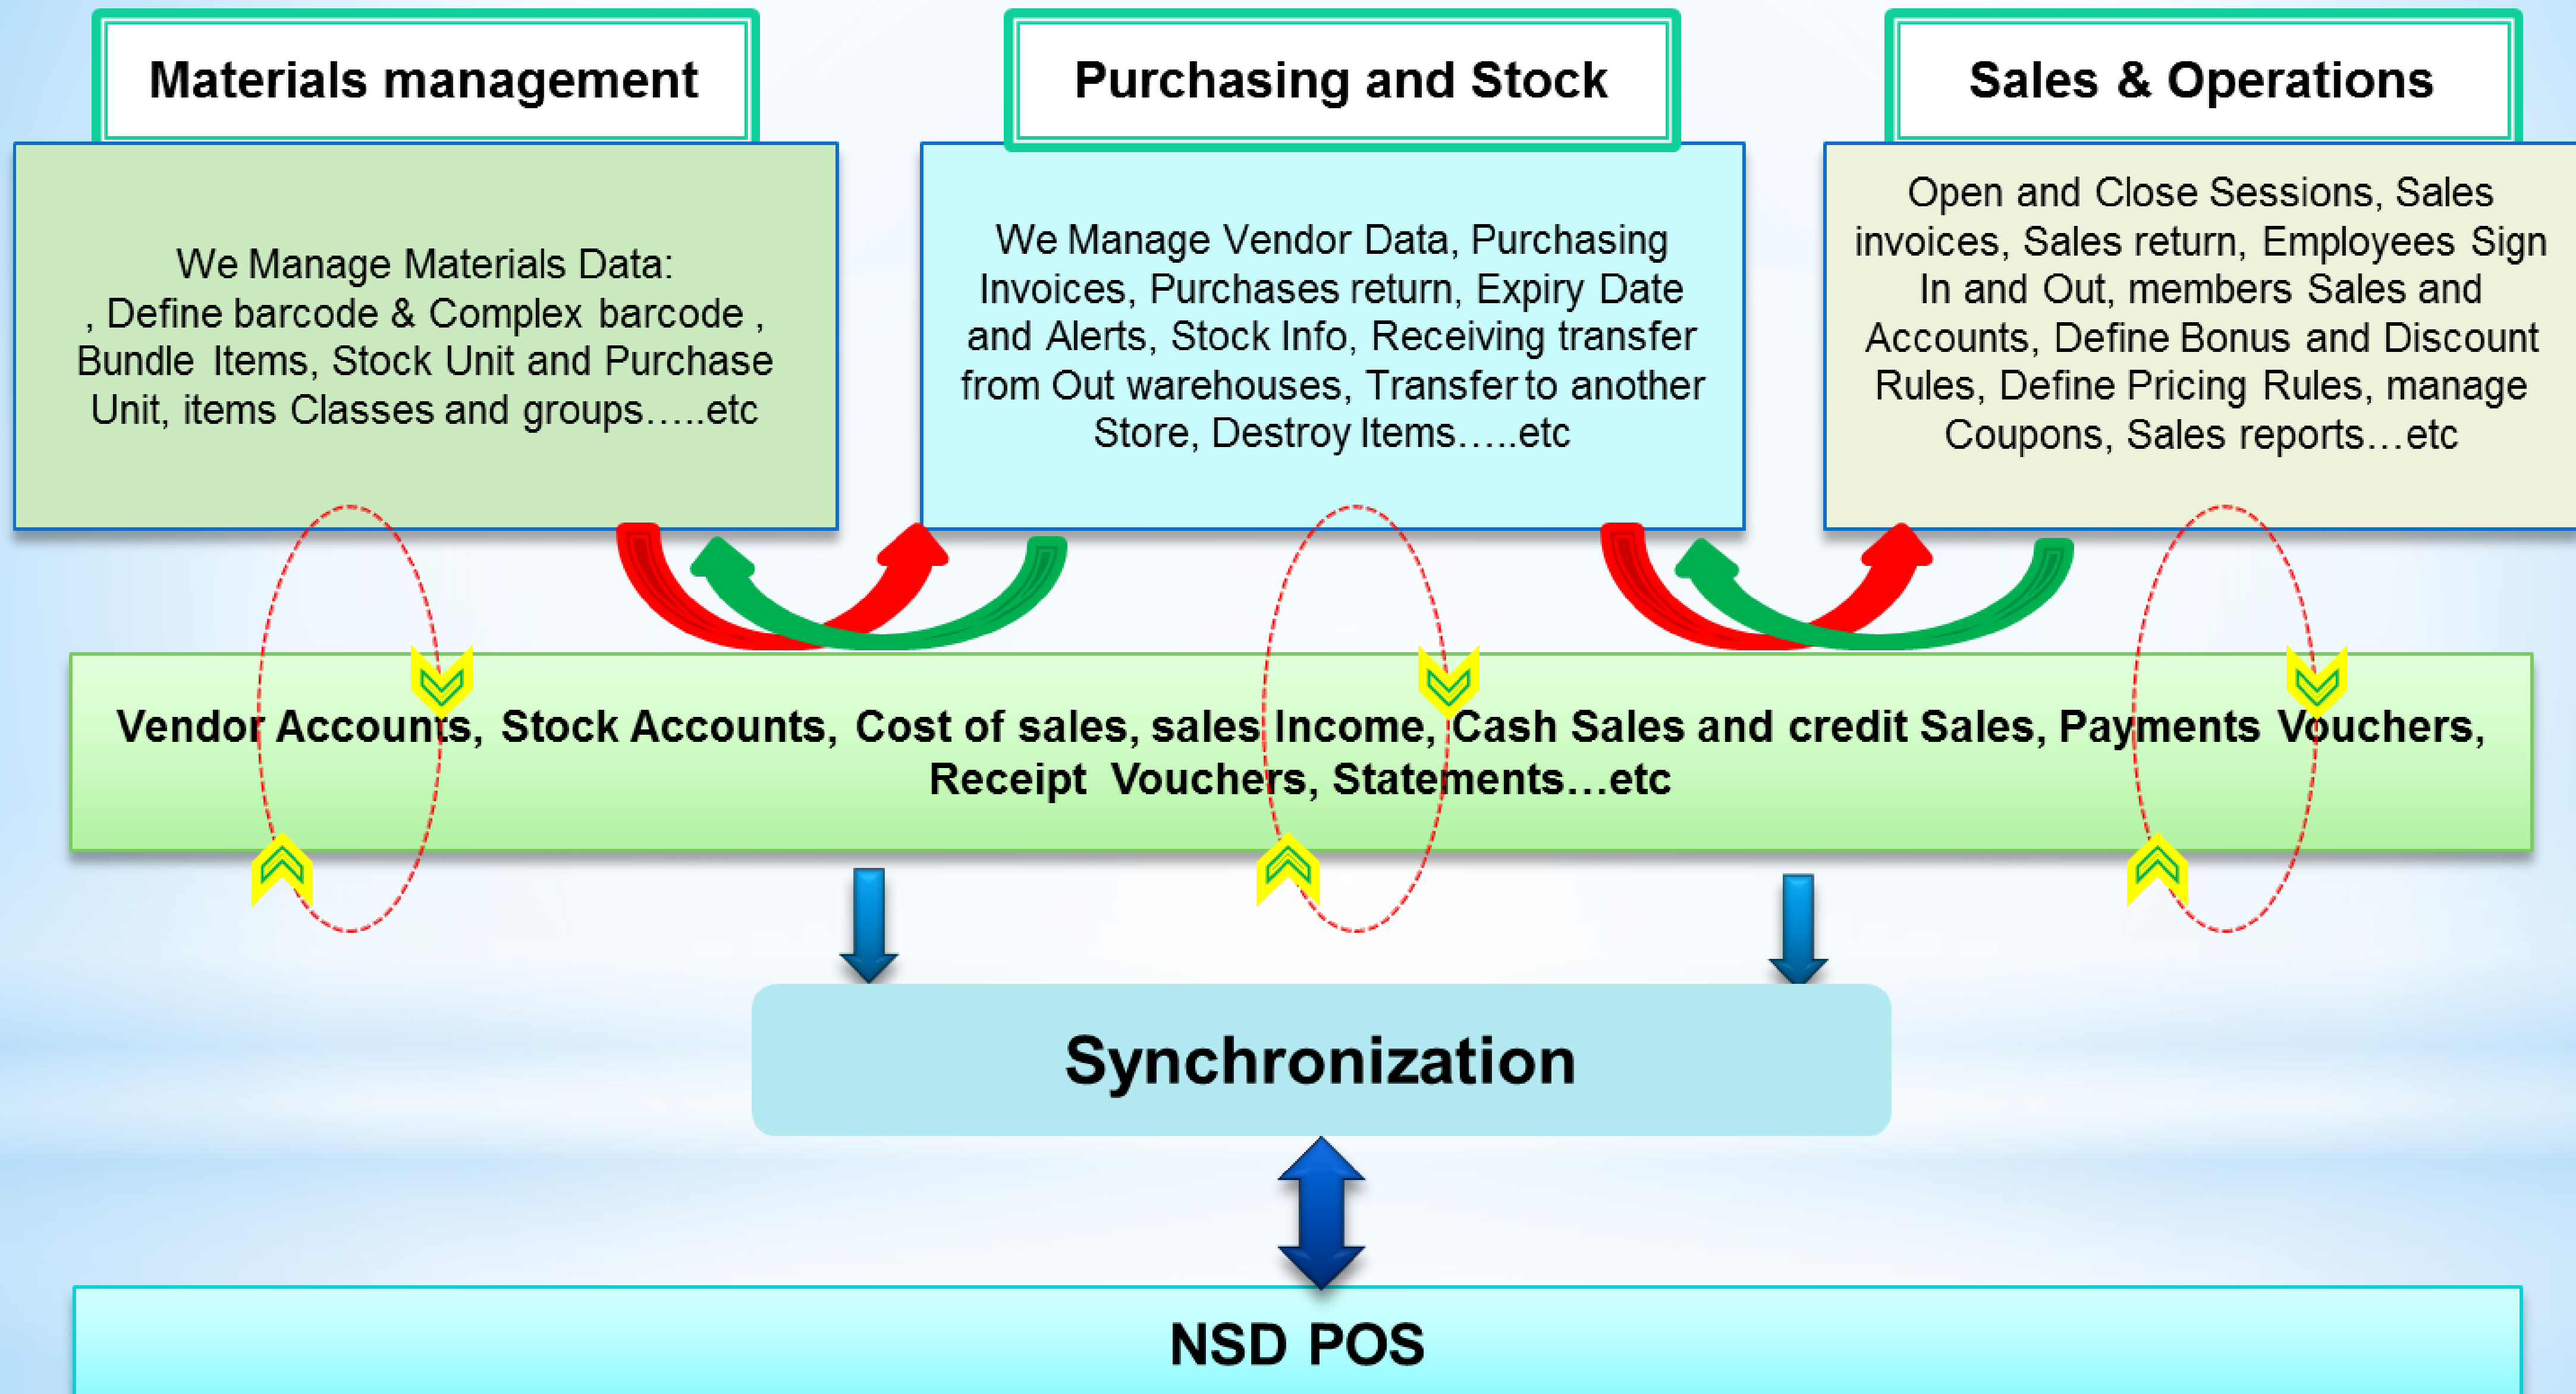 Materials management
We Manage Materials Data:
, Define barcode & Complex barcode ,
Bundle Items, Stock Unit and Purchase
Unit, items Classes and groups.....etc
Purchasing and Stock
We Manage Vendor Data, Purchasing
Invoices, Purchases return, Expiry Date
and Alerts, Stock Info, Receiving transfer
from Out warehouses, Transfer to another
Store, Destroy Items.....etc
Sales & Operations
Open and Close Sessions, Sales
invoices, Sales return, Employees Sign
In and Out, members Sales and
Accounts, Define Bonus and Discount
Rules, Define Pricing Rules, manage
Coupons, Sales reports...etc
Vendor Accounts, Stock Accounts, Cost of sales, sales Income, Cash Sales and credit Sales, Payments Vouchers,
Receipt Vouchers, Statements...etc
Synchronization
NSD POS